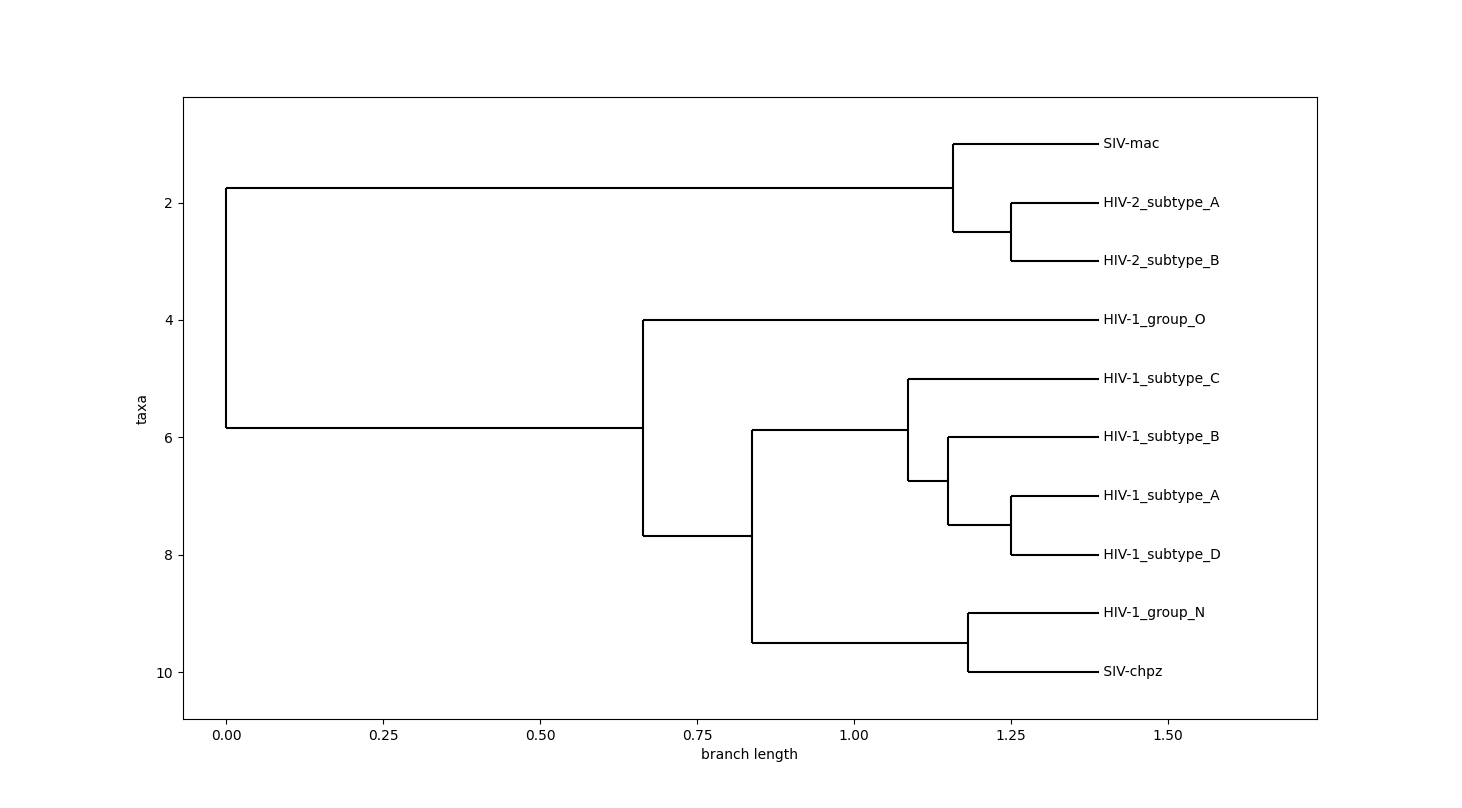 SIV-mac
2
HIV-2_subtype_A
HIV-2_subtype_B
4
HIV-1_group_O
HIV-1_subtype_C
taxa
6
HIV-1_subtype_B
HIV-1_subtype_A
8
HIV-1_subtype_D
HIV-1_group_N
10
SIV-chpz
0.00 0.25 0.50 0.75 1.00 1.25 1.50
branch length